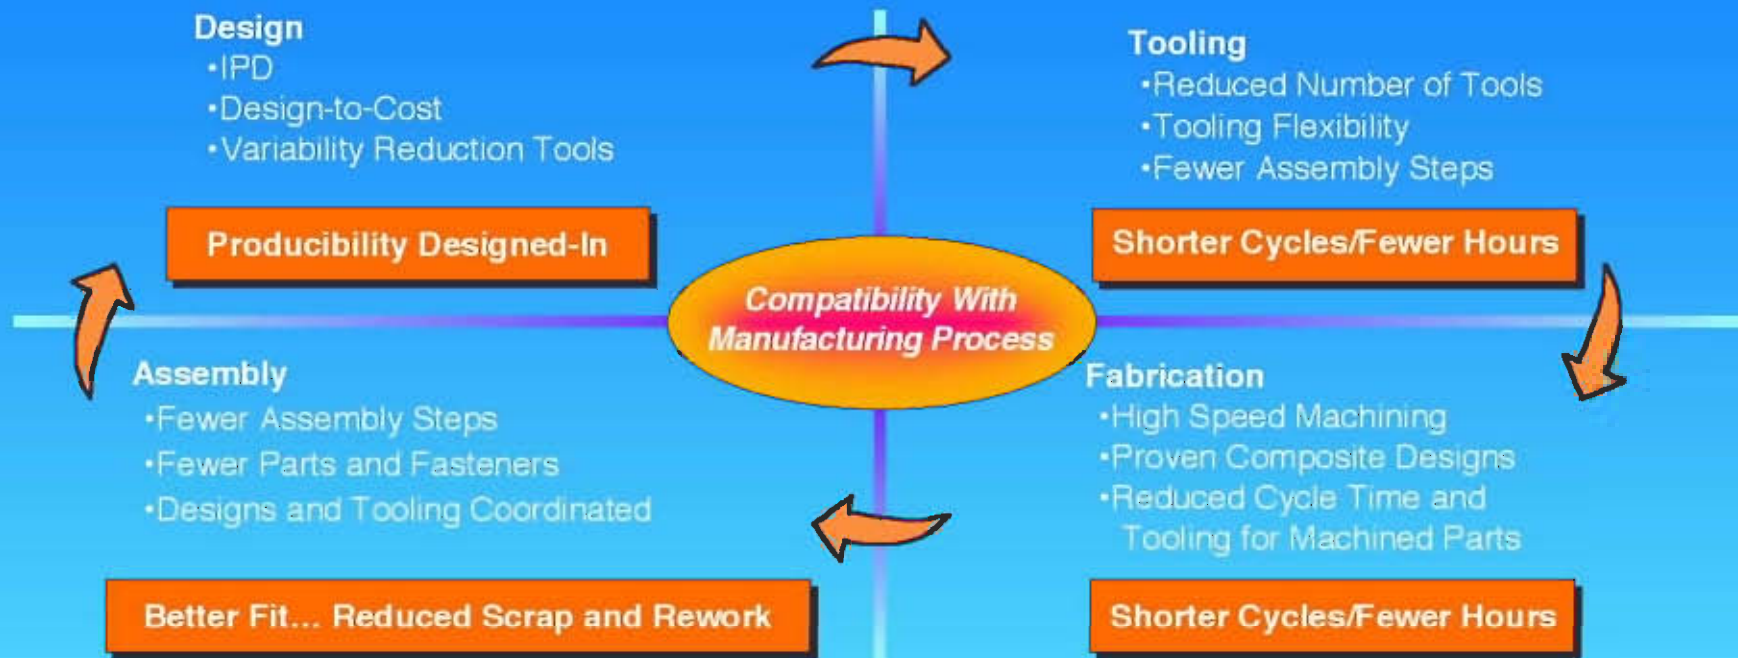 Design
•IPD
•Design-to-Cost
•Variability Reduction Tools
Producibility Designed-In
Tooling
•Reduced Number of Tools
•Tooling Flexibility
•Fewer Assembly Steps
Shorter Cycles/Fewer Hours
Compatibility With
Manufacturing Process
Assembly
•Fewer Assembly Steps
•Fewer Parts and Fasteners
•Designs and Tooling Coordinated
Better Fit... Reduced Scrap and Rework
Fabrication
•High Speed Machining
•Proven Composite Designs
•Reduced Cycle Time and
Tooling for Machined Parts
Shorter Cycles/Fewer Hours